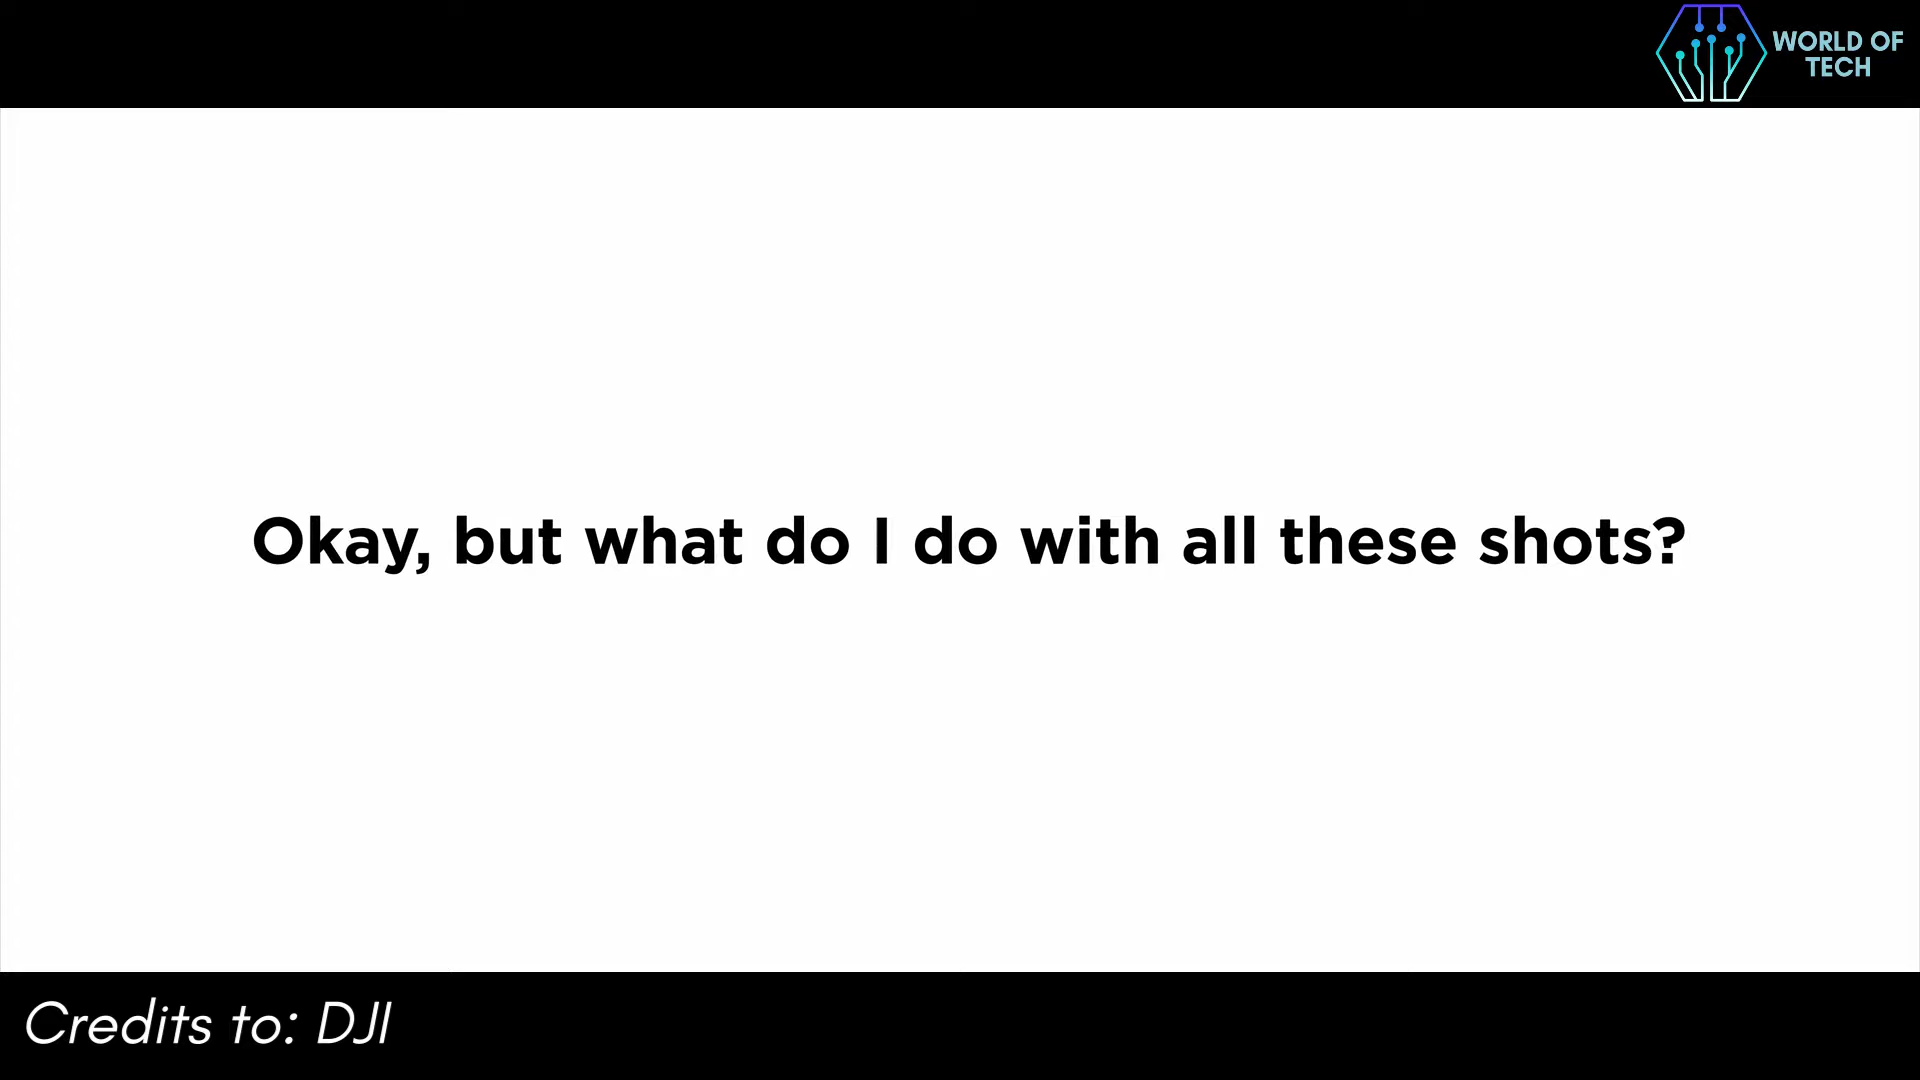 WORLD OF
TECH
Okay, but what do I do with all these shots?
Credits to: DJI